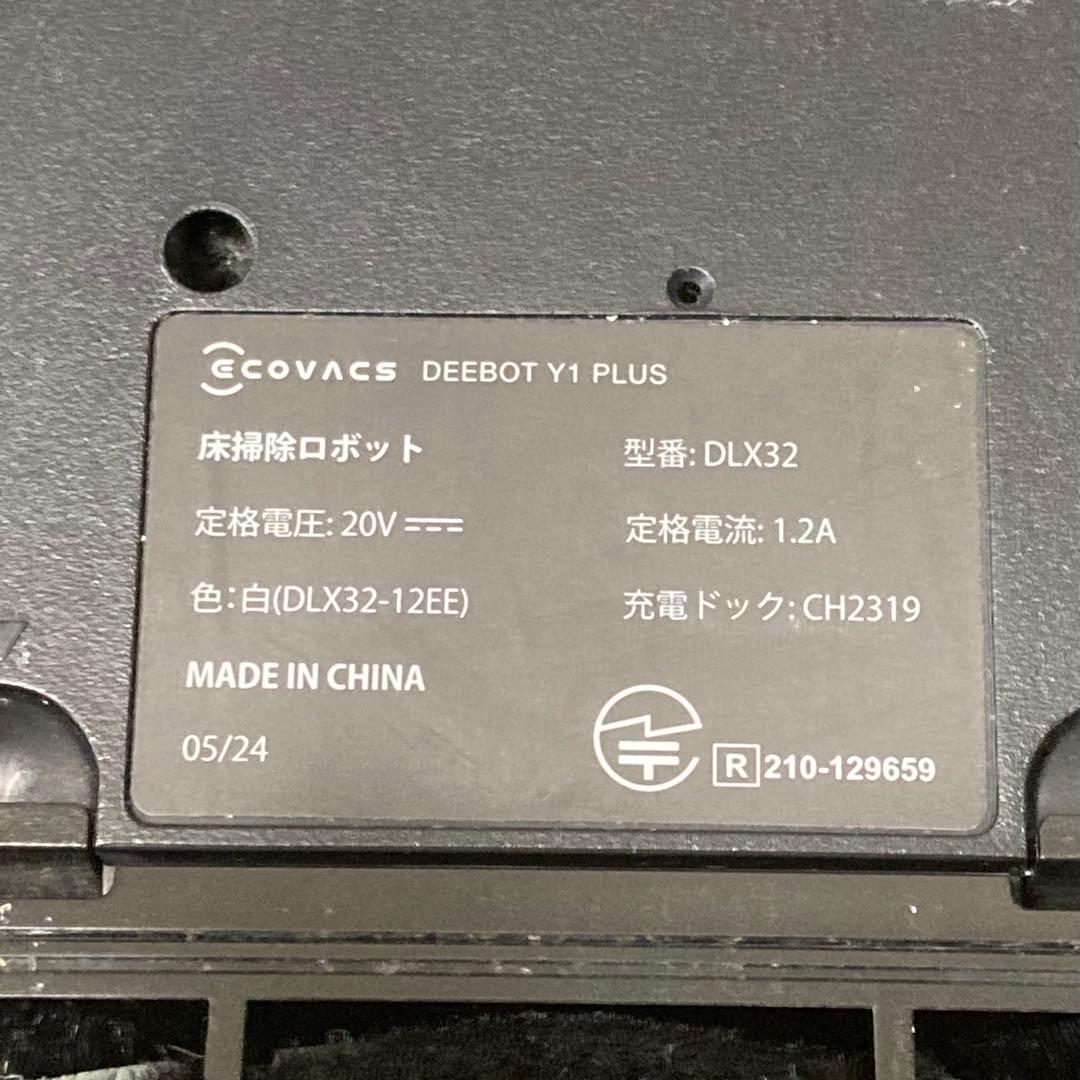 ECOVACS DEEBOT Y1 PLUS
床掃除ロボット 型番: DLX32
定格電圧: 20V 定格電流: 1.2A
色:白(DLX32-12EE) 充電ドック: CH2319
MADE IN CHINA
05/24 R 210-129659